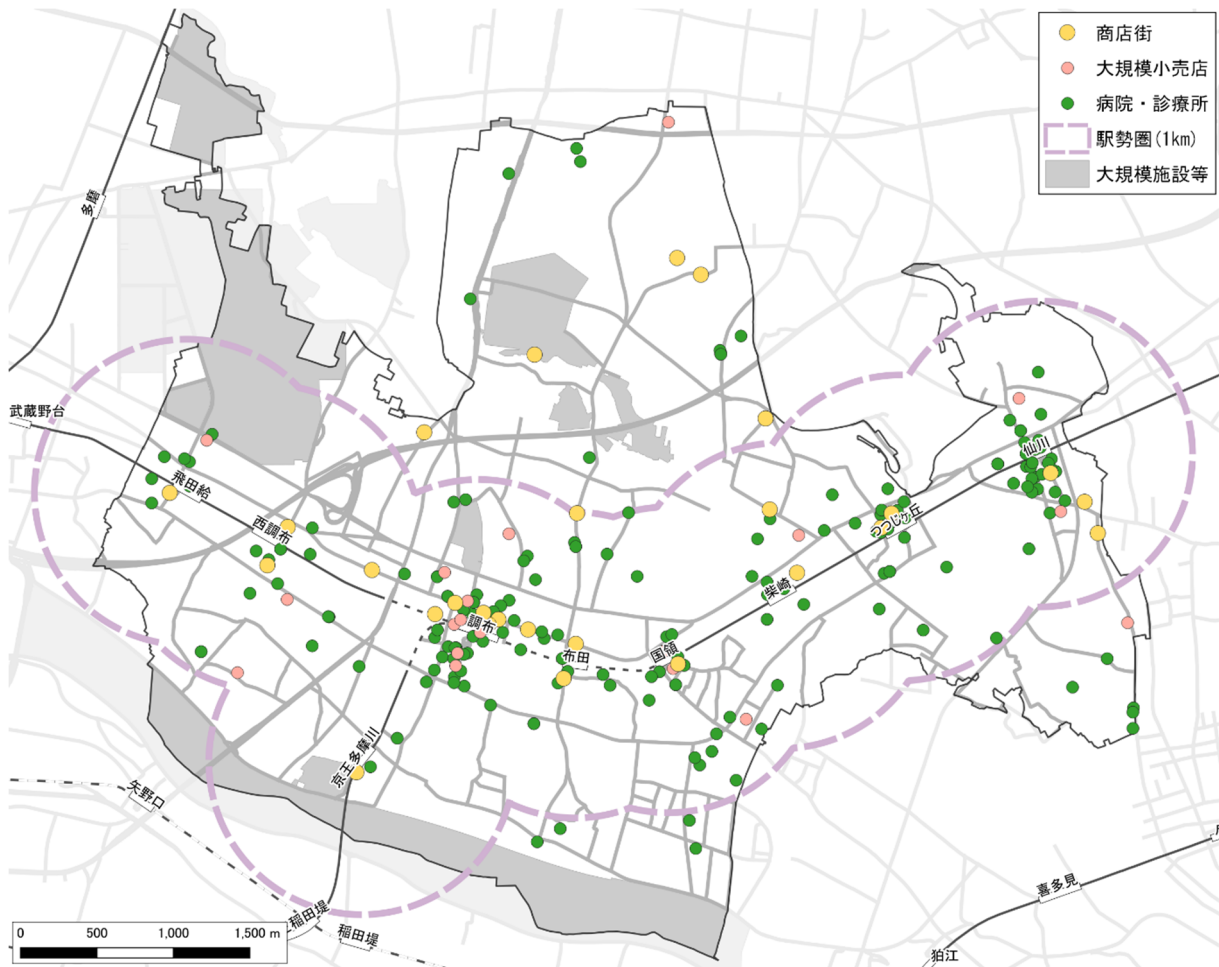 商店街
大規模小売店
病院・診療所
駅勢圏(1km)
大規模施設等
多磨
武蔵野台
飛田給
西調布
調布
布田
国領
柴崎
つつじヶ丘
仙川
京王多摩川
矢野口
稲田堤
稲田堤
喜多見
狛江
0 500 1,000 1,500 m